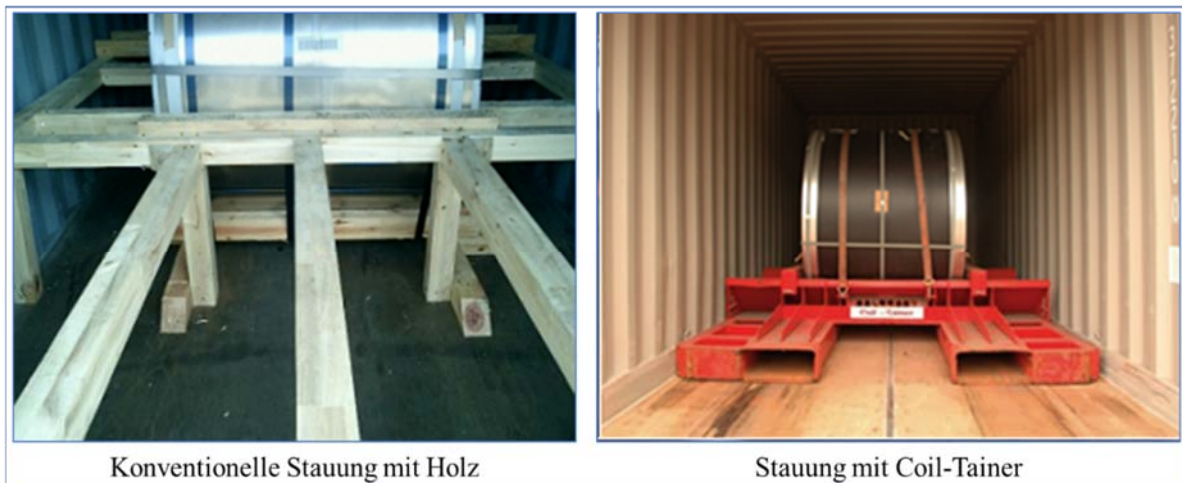 Coil - Tainer
Konventionelle Stauung mit Holz
Stauung mit Coil-Tainer